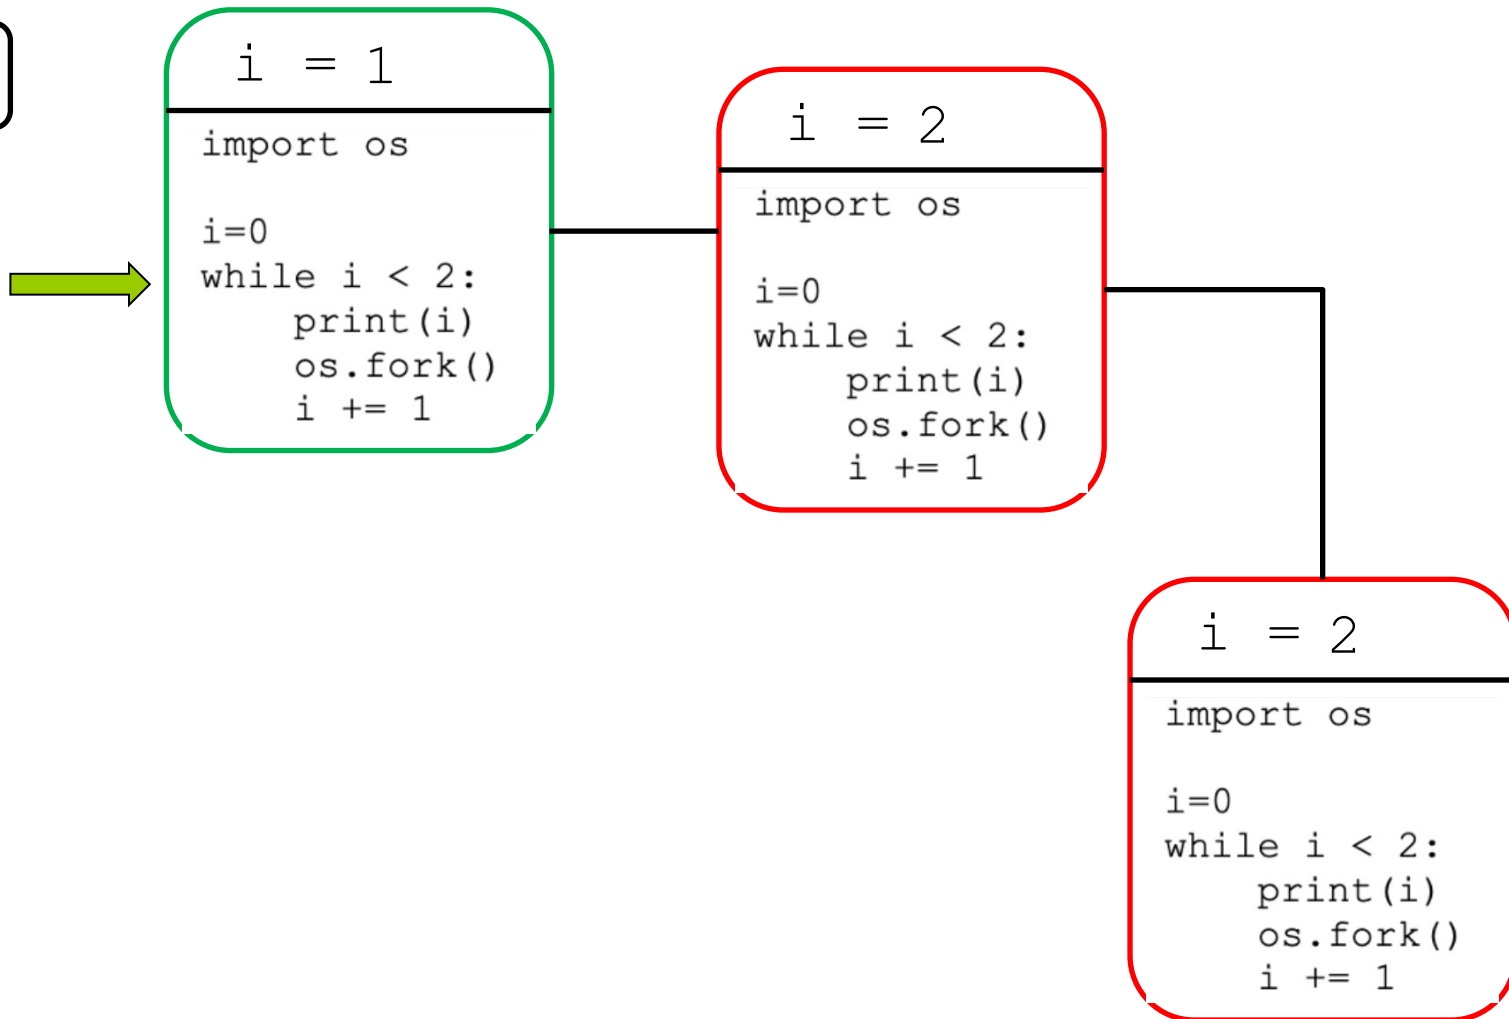 i = 1
import os
i=0
while i < 2:
print(i)
os.fork()
i += 1
i = 2
import os
i=0
while i < 2:
print(i)
os.fork()
i += 1
i = 2
import os
i=0
while i < 2:
print(i)
os.fork()
i += 1